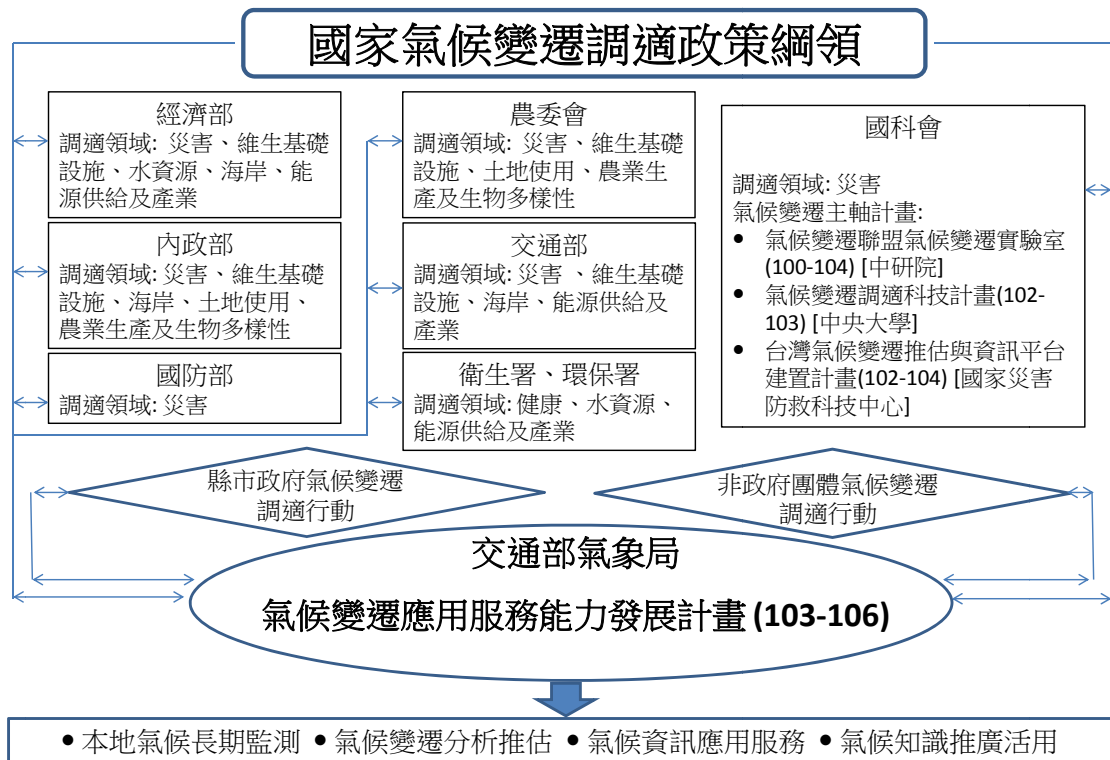 國家氣候變遷調適政策綱領
經濟部
調適領域: 災害、維生基礎
設施、水資源、海岸、能
源供給及產業
內政部
調適領域:災害、維生基礎
設施、海岸、土地使用、
農業生產及生物多樣性
國防部
調適領域: 災害
農委會
調適領域: 災害、維生基礎
設施、土地使用、農業生
產及生物多樣性
交通部
調適領域: 災害 、維生基礎
設施、海岸、能源供給及
產業
衛生署、環保署
調適領域: 健康、水資源、
能源供給及產業
國科會
調適領域: 災害
氣候變遷主軸計畫:
• 氣候變遷聯盟氣候變遷實驗室
(100-104) [中研院]
• 氣候變遷調適科技計畫(102-
103) [中央大學]
• 台灣氣候變遷推估與資訊平台
建置計畫(102-104) [國家災害
防救科技中心]
縣市政府氣候變遷
調適行動
非政府團體氣候變遷
調適行動
交通部氣象局
氣候變遷應用服務能力發展計畫 (103-106)
• 本地氣候長期監測 • 氣候變遷分析推估 • 氣候資訊應用服務 • 氣候知識推廣活用